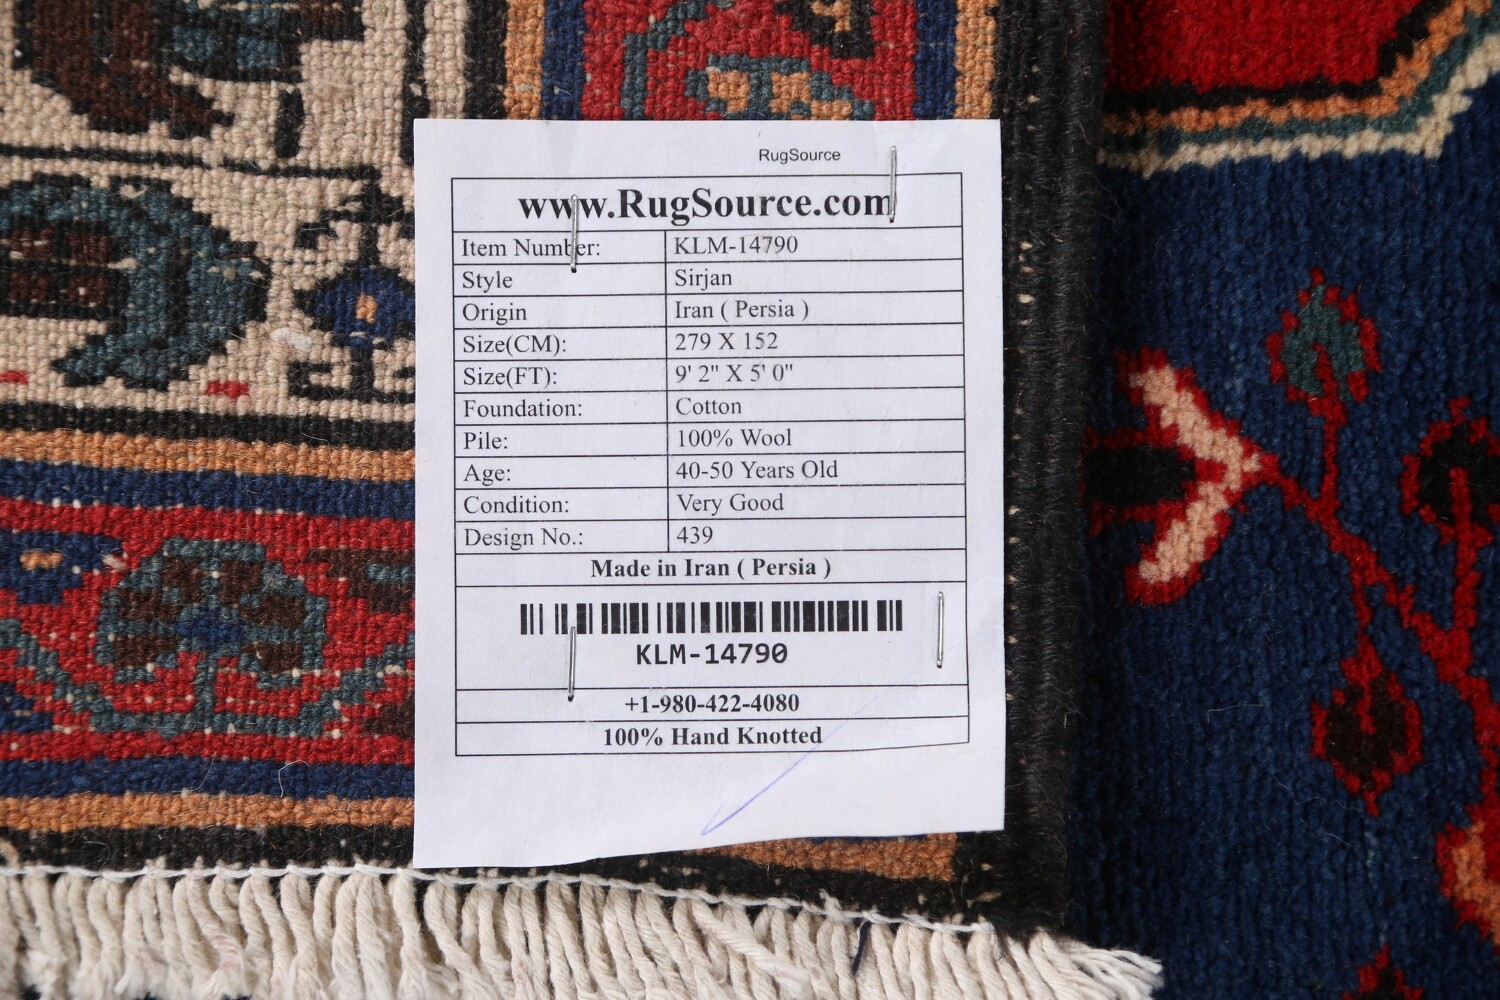 RugSource
www.RugSource.com
Item Number: KLM-14790
Style Sirjan
Origin Iran ( Persia )
Size(CM): 279 X 152
Size(FT): 9' 2" X 5' 0"
Foundation: Cotton
Pile: 100% Wool
Age: 40-50 Years Old
Condition: Very Good
Design No.: 439
Made in Iran ( Persia )
KLM-14790
+1-980-422-4080
100% Hand Knotted